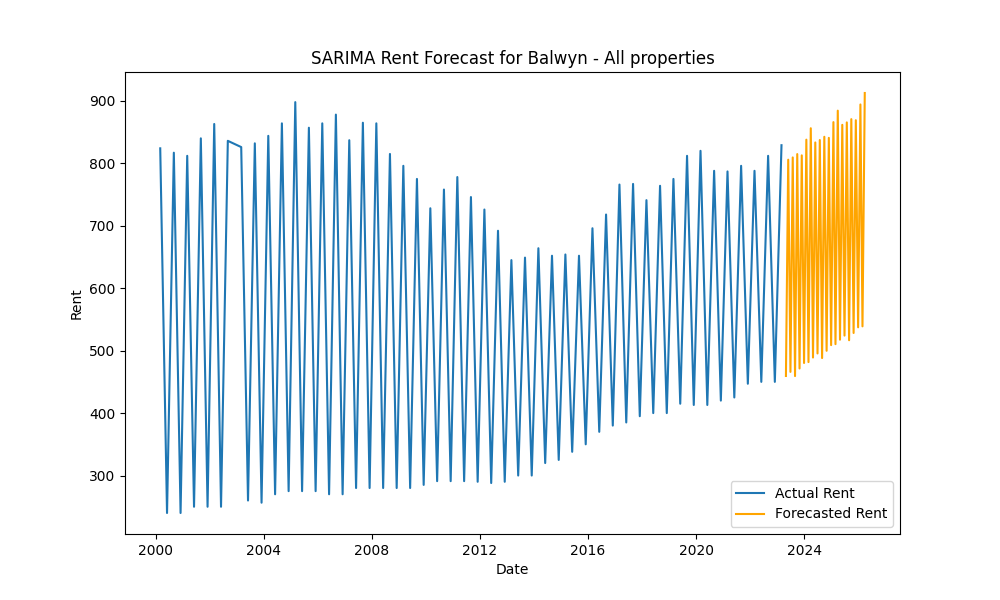 SARIMA Rent Forecast for Balwyn - All properties
900
800
700
600
500
400
300
Rent
2000 2004 2008 2012 2016 2020 2024
Date
Actual Rent
Forecasted Rent